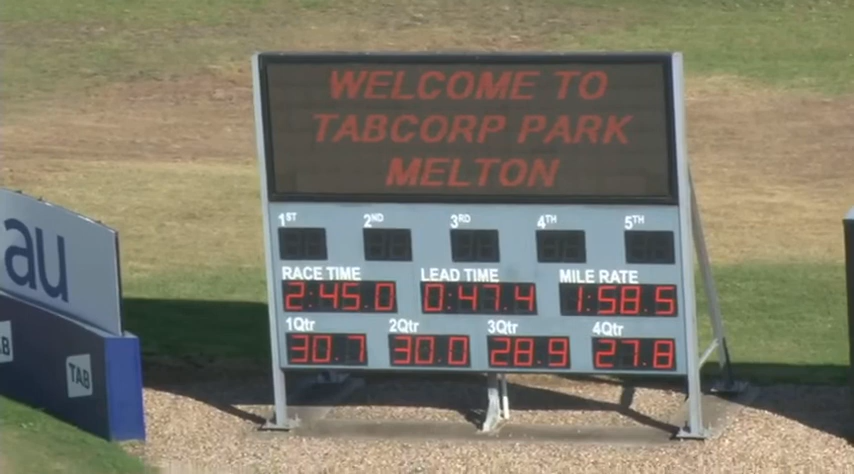 WELCOME TO
TABCORP PARK
MELTON
1ST 2ND 3RD 4TH 5TH
RACE TIME LEAD TIME MILE RATE
2:45.0 0:47.4 1:58.5
1Qtr 2Qtr 3Qtr 4Qtr
30.7 30.0 28.9 27.8
au
TAB